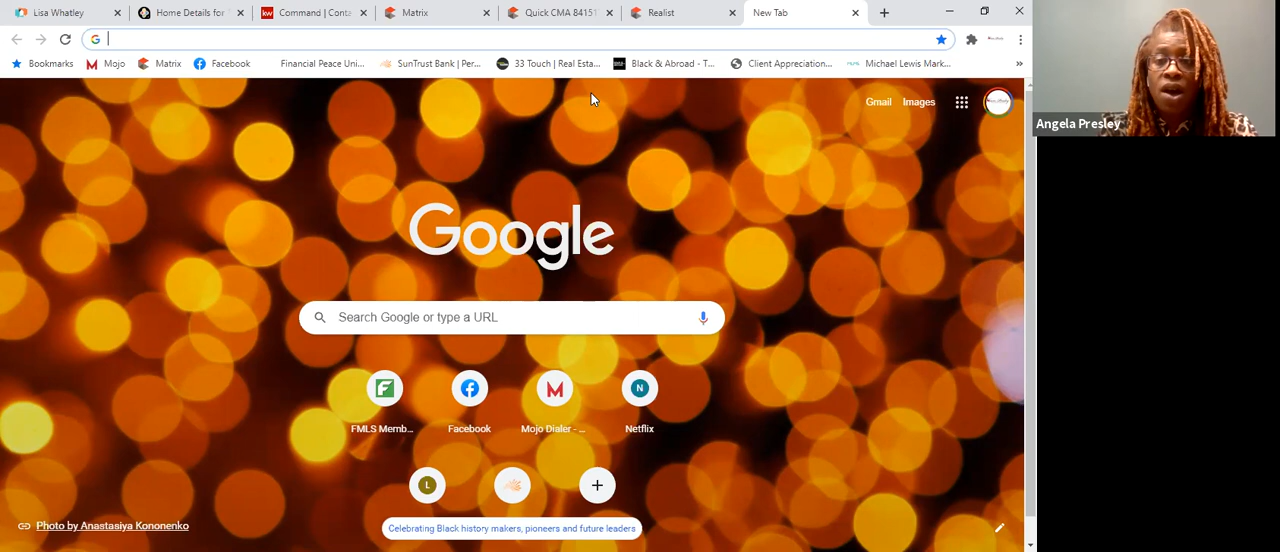 Lisa Whatley
Home Details for
Command | Conta
Matrix
Quick CMA 8415
Realist
New Tab
Bookmarks
Mojo
Matrix
Facebook
Financial Peace Uni...
SunTrust Bank | Per...
33 Touch | Real Esta...
Black & Abroad - T...
Client Appreciation...
Michael Lewis Mark...
»
Gmail
Images
Angela Presley
Google
Search Google or type a URL
FMLS Memb...
Facebook
Mojo Dialer - ...
Netflix
N
L
Photo by Anastasiya Kononenko
Celebrating Black history makers, pioneers and future leaders